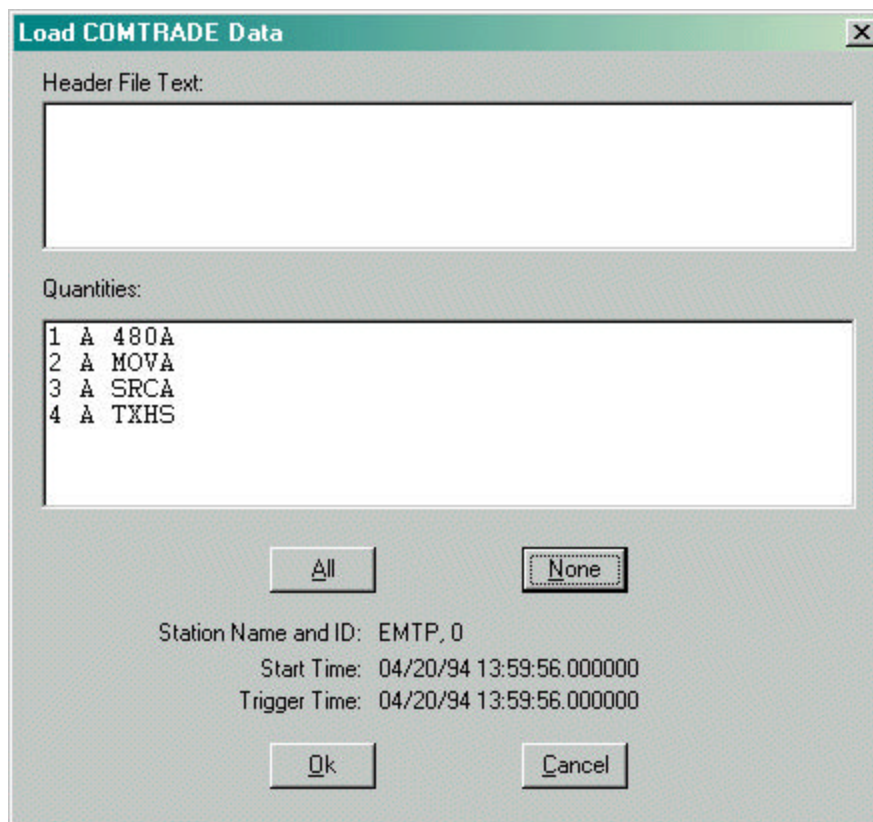 Load COMTRADE Data
Header File Text:
Quantities:
1 A 480A
2 A MOVA
3 A SRCA
4 A TXHS
All None
Station Name and ID: EMTP, 0
Start Time: 04/20/94 13:59:56.000000
Trigger Time: 04/20/94 13:59:56.000000
Ok Cancel